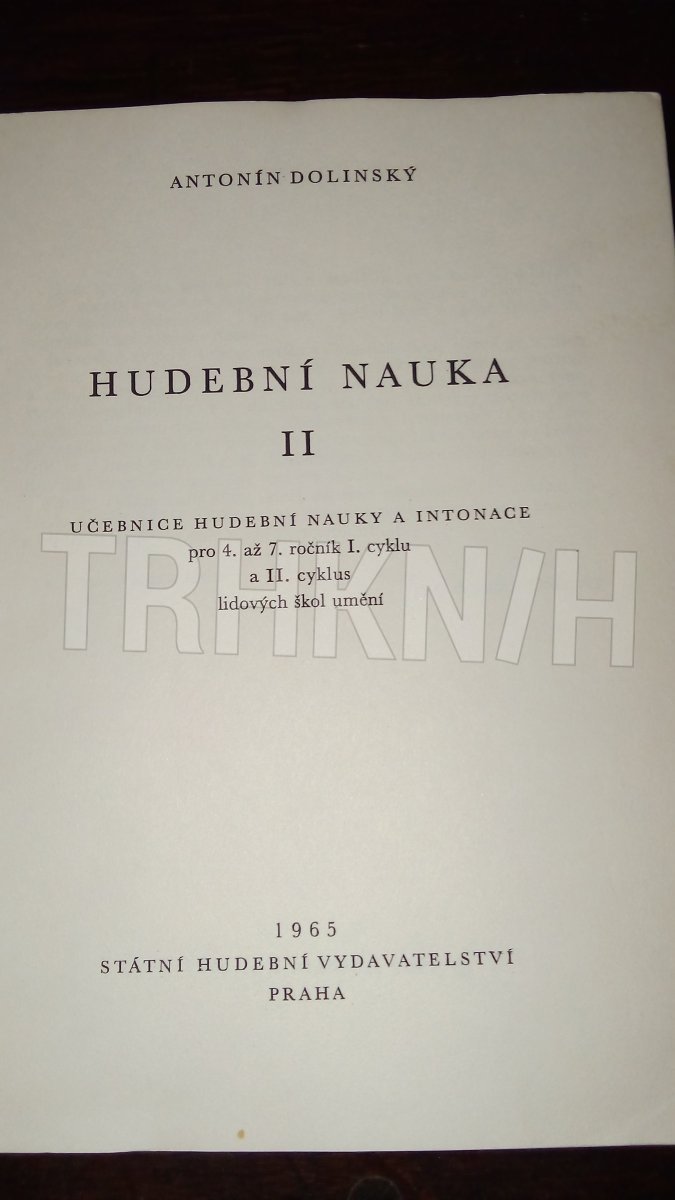 ANTONÍN DOLINSKÝ
HUDEBNÍ NAUKA
II
UČEBNICE HUDEBNÍ NAUKY A INTONACE
pro 4. až 7. ročník I. cyklu
a II. cyklus
lidových škol umění
TRHKN/H
1965
STÁTNÍ HUDEBNÍ VYDAVATELSTVÍ
PRAHA